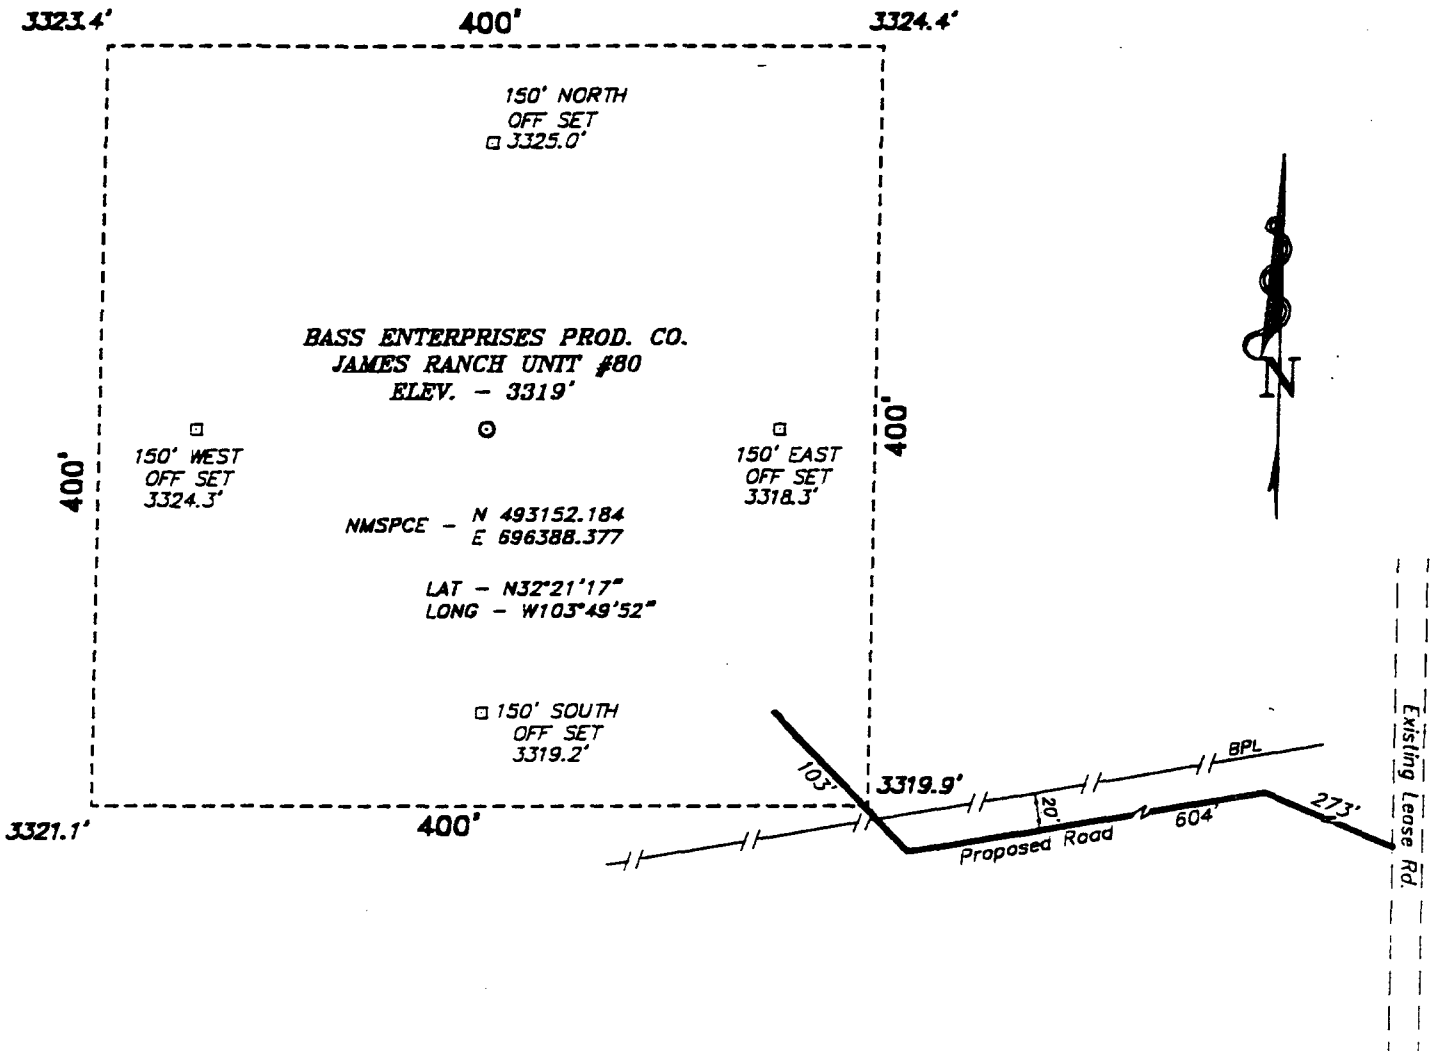 3323.4'
400'
3324.4'
150' NORTH
OFF SET
3325.0'
BASS ENTERPRISES PROD. CO.
JAMES RANCH UNIT #80
ELEV. - 3319'
150' WEST
OFF SET
3324.3'
150' EAST
OFF SET
3318.3'
400'
400'
N
NMSPCE - N 493152.184
E 696388.377
LAT - N32°21'17"
LONG - W103°49'52"
150' SOUTH
OFF SET
3319.2'
103'
3319.9'
BPL
20'
604'
273'
Proposed Road
Existing Lease Rd.
3321.1'
400'